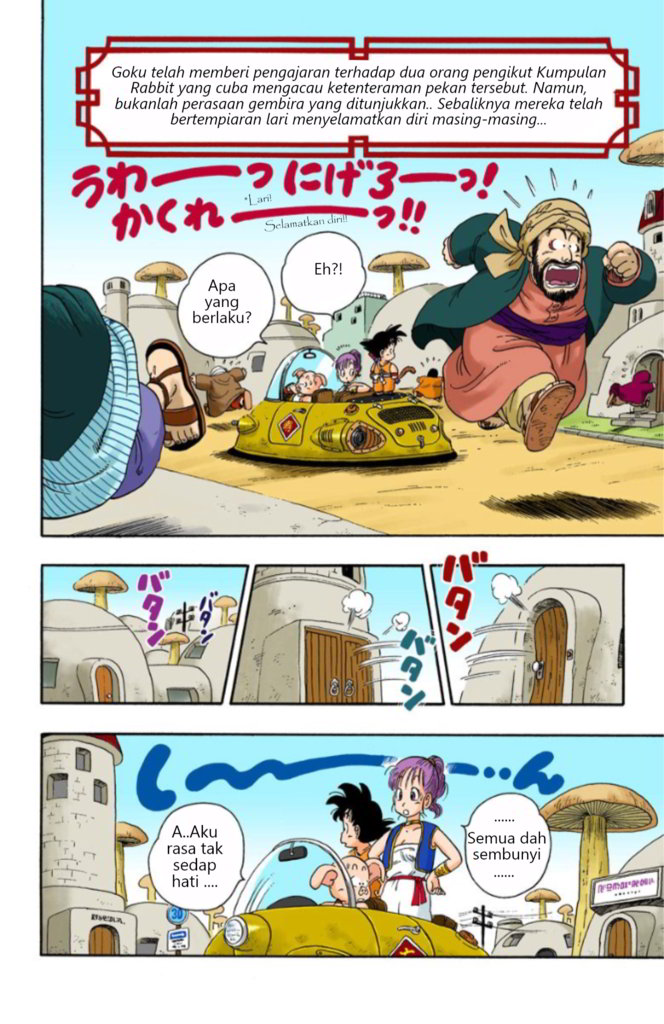 Goku telah memberi pengajaran terhadap dua orang pengikut Kumpulan
Rabbit yang cuba mengacau ketenteraman pekan tersebut. Namun,
bukanlah perasaan gembira yang ditunjukkan.. Sebaliknya mereka telah
bertempiaran lari menyelamatkan diri masing-masing...
うわーーっ にげろーーっ!
かくれーーーっ!!
*Lari!
Selamatkan diri!!
Eh?!
Apa
yang
berlaku?
バタン
バタン
バタン
バタン
し〜〜ー・・ん
A..Aku
rasa tak
sedap
hati ....
......
Semua dah
sembunyi
......
30